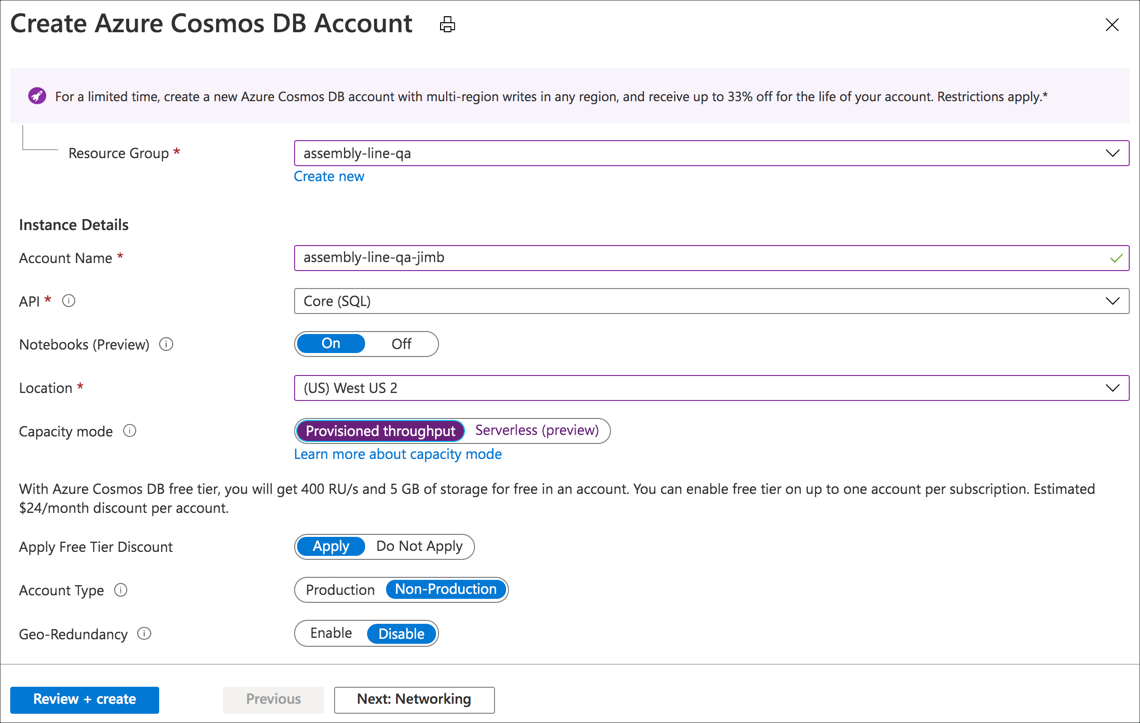 Create Azure Cosmos DB Account
For a limited time, create a new Azure Cosmos DB account with multi-region writes in any region, and receive up to 33% off for the life of your account. Restrictions apply.*
Resource Group *
assembly-line-qa
Create new
Instance Details
Account Name *
assembly-line-qa-jimb
API *
Core (SQL)
Notebooks (Preview)
On Off
Location *
(US) West US 2
Capacity mode
Provisioned throughput Serverless (preview)
Learn more about capacity mode
With Azure Cosmos DB free tier, you will get 400 RU/s and 5 GB of storage for free in an account. You can enable free tier on up to one account per subscription. Estimated
$24/month discount per account.
Apply Free Tier Discount
Apply Do Not Apply
Account Type
Production Non-Production
Geo-Redundancy
Enable Disable
Review + create Previous Next: Networking